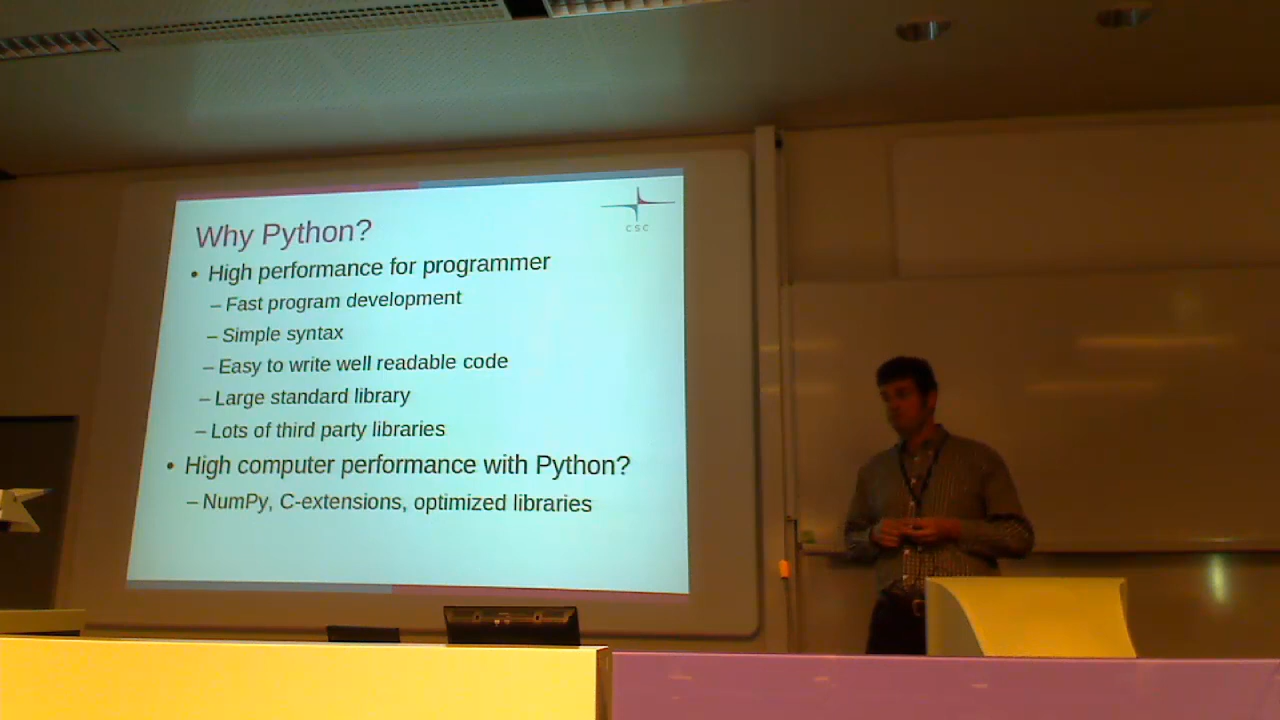 CSC
Why Python?
• High performance for programmer
– Fast program development
– Simple syntax
– Easy to write well readable code
– Large standard library
– Lots of third party libraries
• High computer performance with Python?
– NumPy, C-extensions, optimized libraries